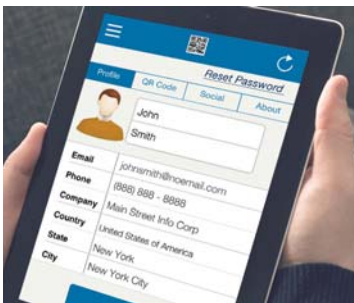 Reset Password
Profile QR Code Social About
John
Smith
Email johnsmith@noemail.com
Phone (888) 888 - 8888
Company Main Street Info Corp
Country United States of America
State New York
City New York City